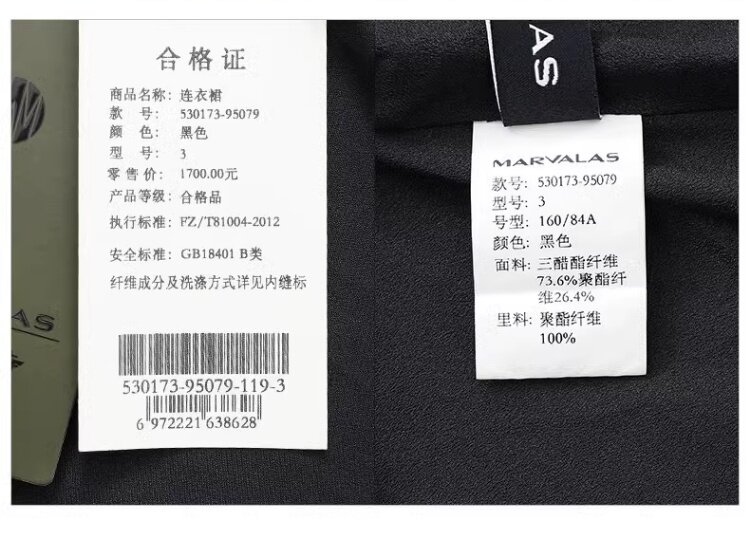 合格证
商品名称: 连衣裙
款 号: 530173-95079
颜 色: 黑色
型 号: 3
零售价: 1700.00元
产品等级: 合格品
执行标准: FZ/T81004-2012
安全标准: GB18401 B类
纤维成分及洗涤方式详见内缝标
530173-95079-119-3
6 972221 638628
AS
M
AS
MARVALAS
款号: 530173-95079
型号: 3
号型: 160/84A
颜色: 黑色
面料: 三醋酯纤维
73.6%聚酯纤
维26.4%
里料: 聚酯纤维
100%